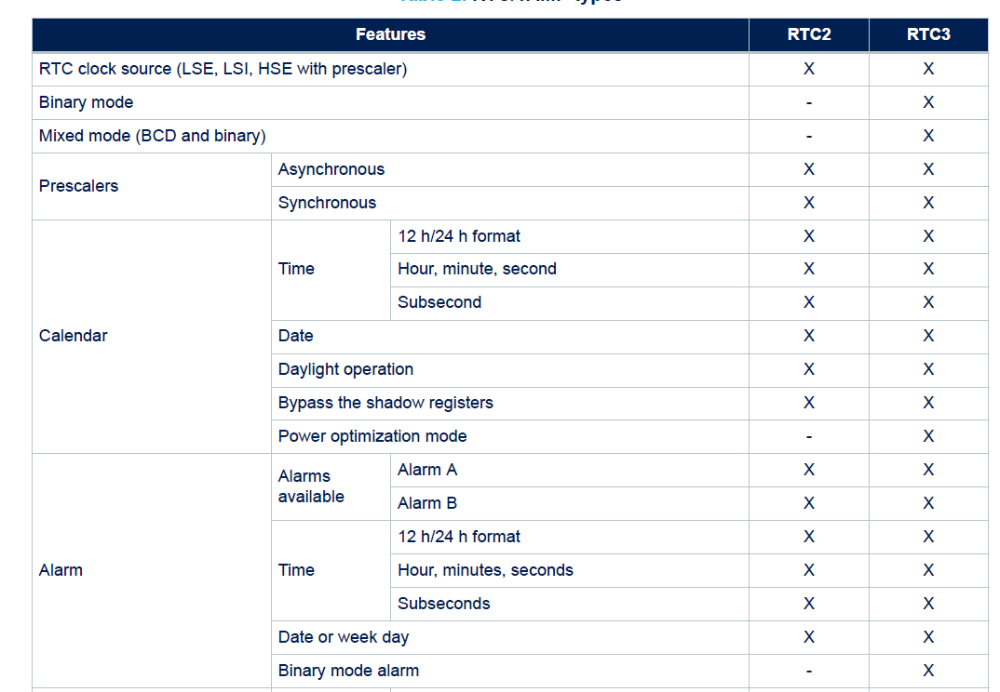 Features RTC2 RTC3
RTC clock source (LSE, LSI, HSE with prescaler) X X
Binary mode - X
Mixed mode (BCD and binary) - X
Prescalers Asynchronous X X
Synchronous X X
Calendar Time 12 h/24 h format X X
Hour, minute, second X X
Subsecond X X
Date X X
Daylight operation X X
Bypass the shadow registers X X
Power optimization mode - X
Alarm Alarms available Alarm A X X
Alarm B X X
Time 12 h/24 h format X X
Hour, minutes, seconds X X
Subseconds X X
Date or week day X X
Binary mode alarm - X